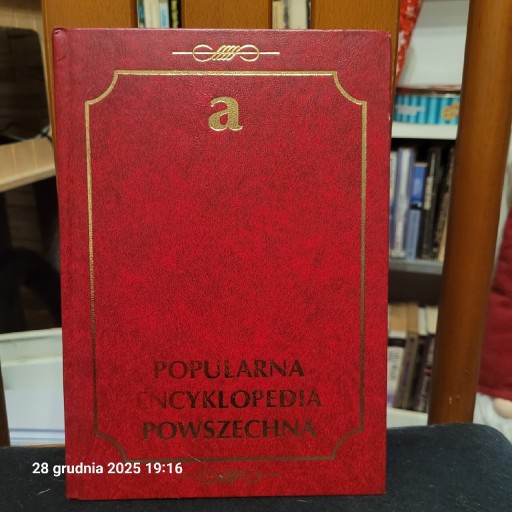 a
POPULARNA
ENCYKLOPEDIA
POWSZECHNA
28 grudnia 2025 19:16